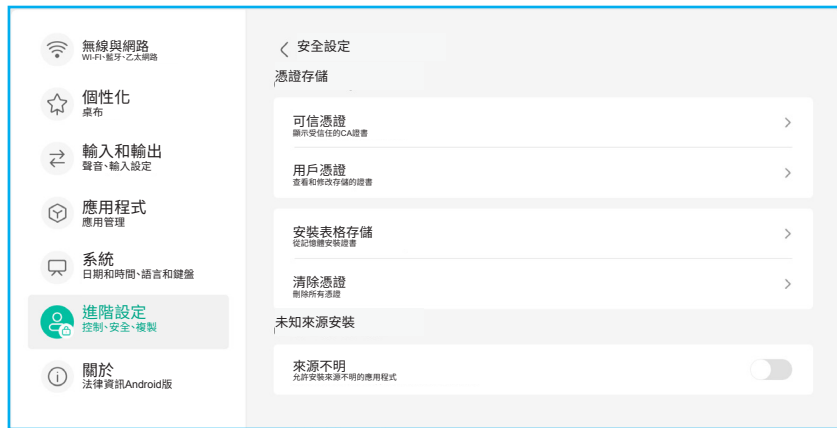 無線與網路
WI-FI、藍牙、乙太網路
個性化
桌布
輸入和輸出
聲音、輸入設定
應用程式
應用管理
系統
日期和時間、語言和鍵盤
進階設定
控制、安全、複製
關於
法律資訊Android版
安全設定
憑證存儲
可信憑證
顯示受信任的CA證書
用戶憑證
查看和修改存儲的證書
安裝表格存儲
從記憶體安裝證書
清除憑證
刪除所有憑證
未知來源安裝
來源不明
允許安裝來源不明的應用程式